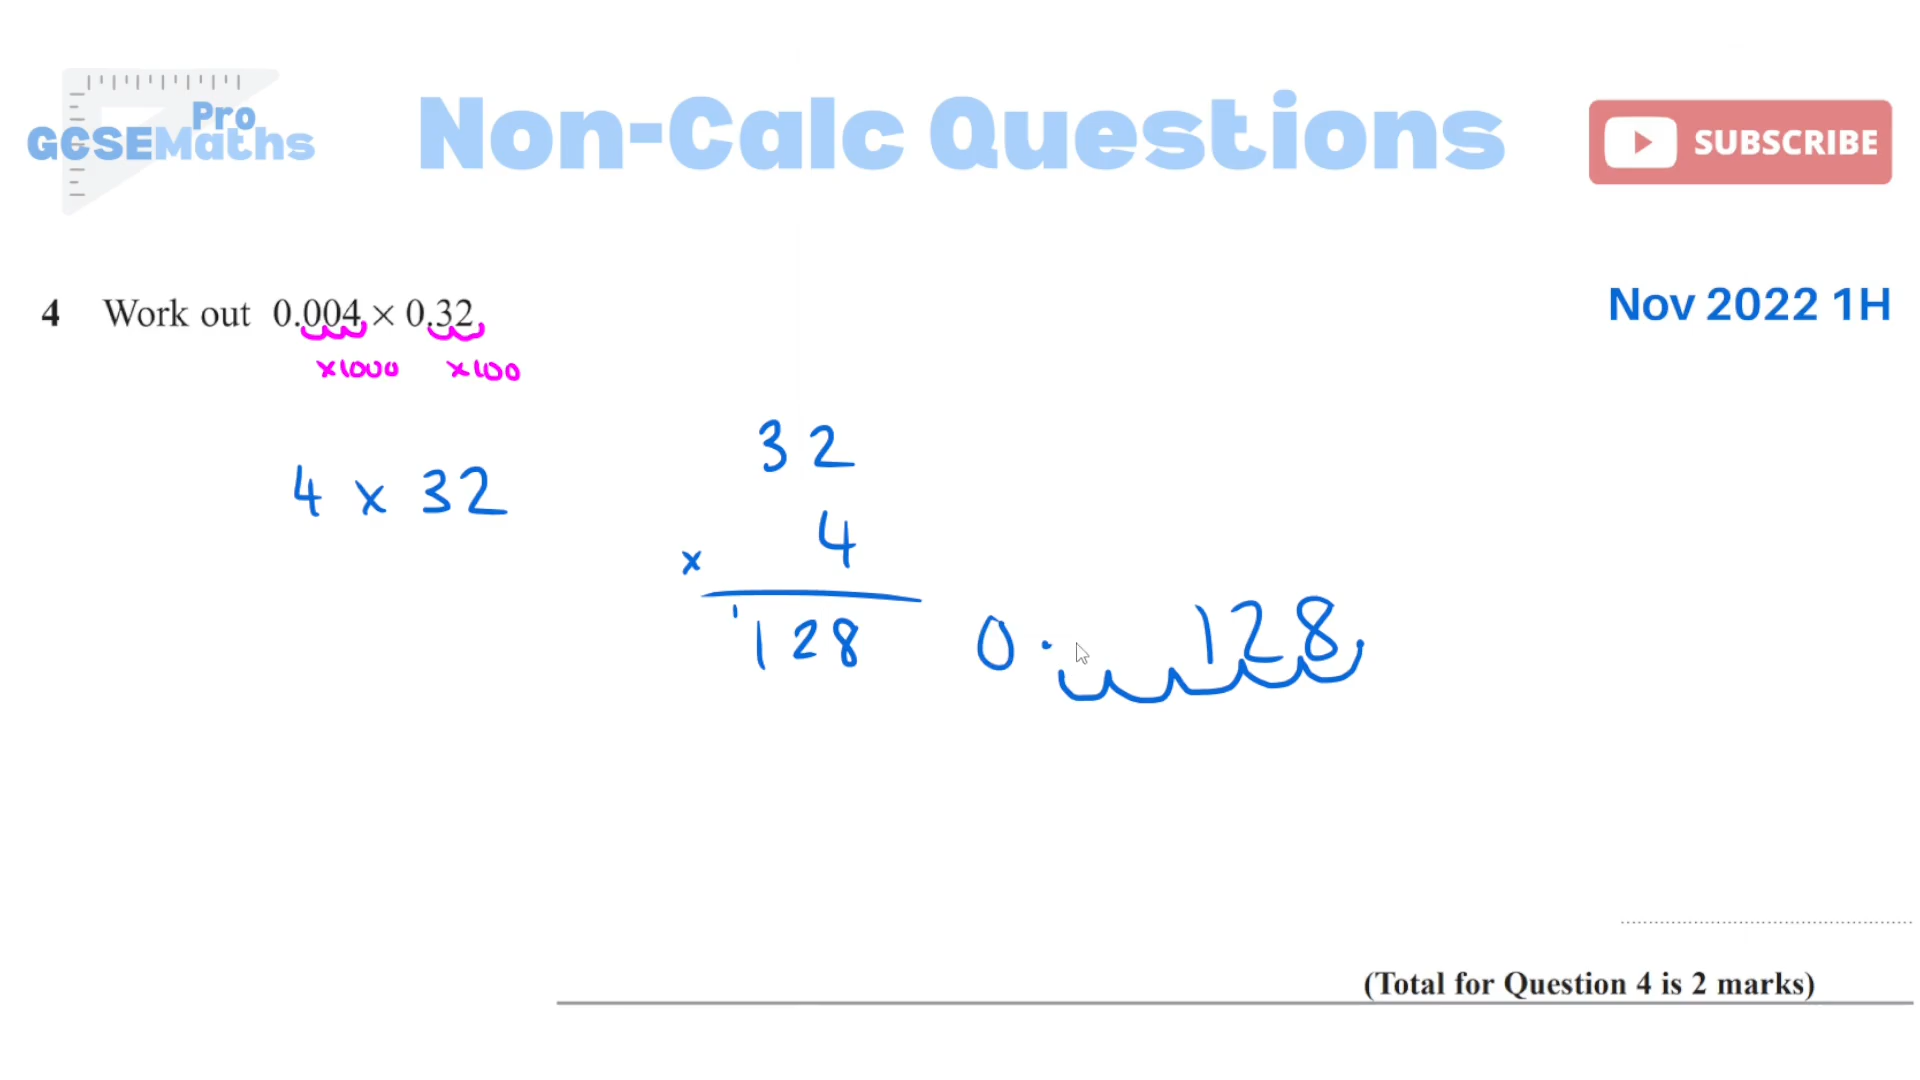 Pro
GCSEMaths
Non-Calc Questions
SUBSCRIBE
4 Work out 0.004 × 0.32
Nov 2022 1H
×1000 ×100
32
4 × 32
4
×
1
128
0. 128.
(Total for Question 4 is 2 marks)